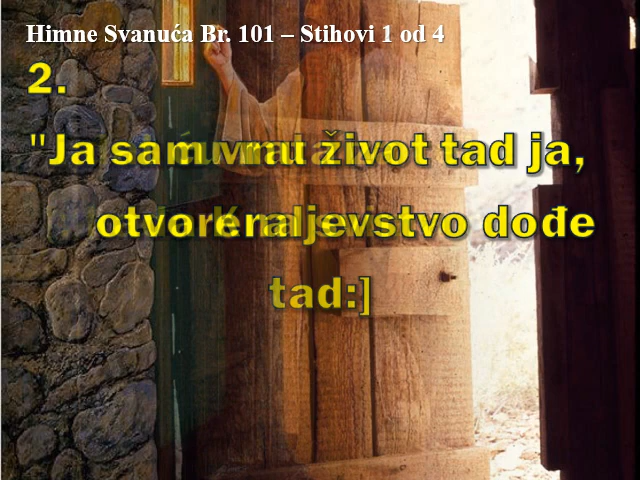 Himne Svanuća Br. 101 – Stihovi 1 od 4
2.
"Ja sam život tad ja,
dođe
tad:]